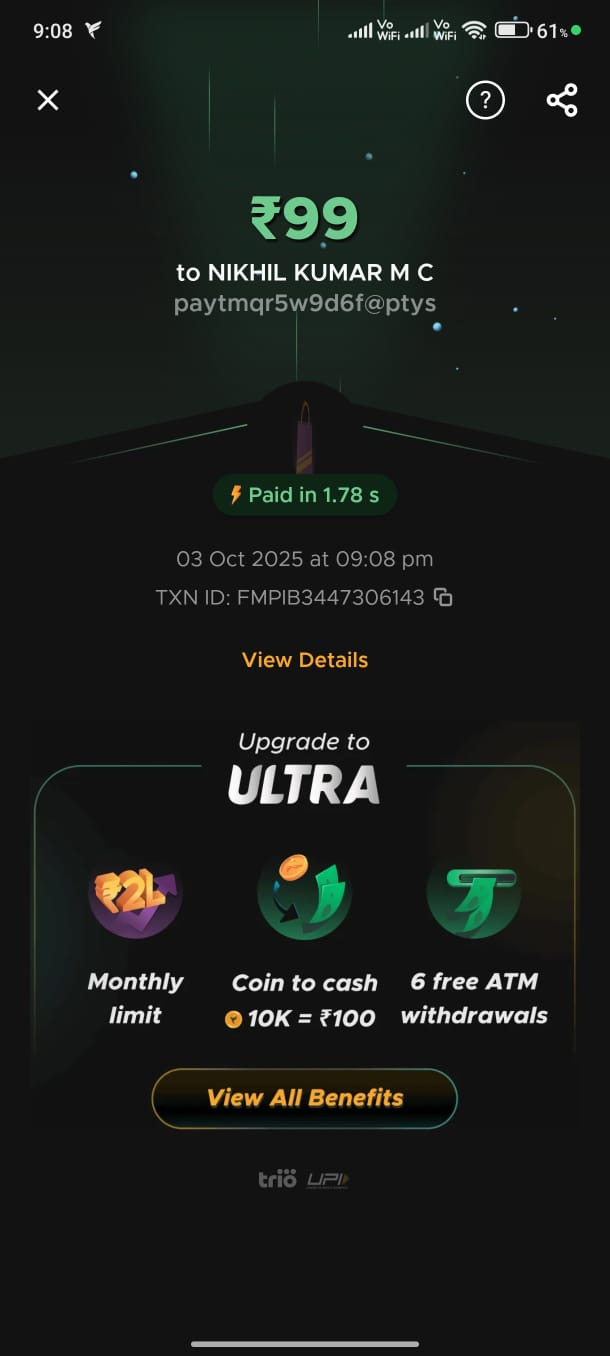 9:08
Vo WiFi Vo WiFi 61%
?
₹99
to NIKHIL KUMAR M C
paytmqr5w9d6f@ptys
Paid in 1.78 s
03 Oct 2025 at 09:08 pm
TXN ID: FMPIB3447306143
View Details
Upgrade to
ULTRA
₹2L
Monthly limit
Coin to cash
10K = ₹100
6 free ATM withdrawals
View All Benefits
trio UPI